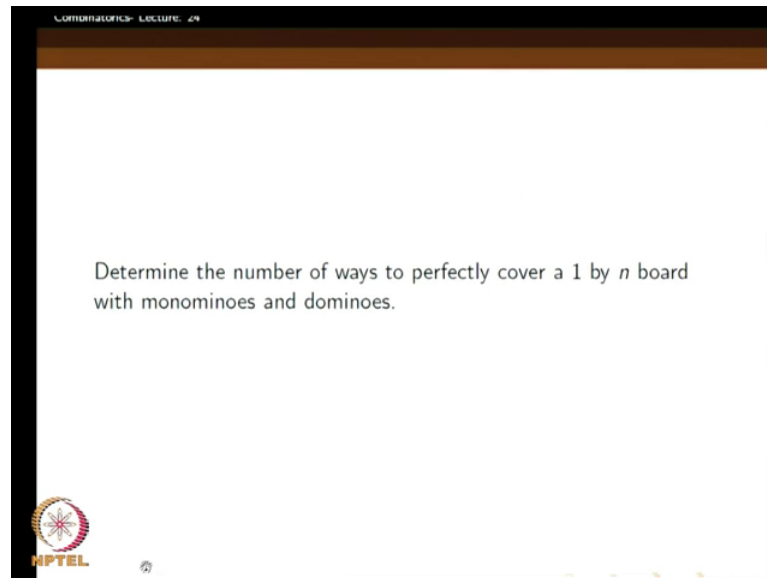 Combinatorics- Lecture: 24
Determine the number of ways to perfectly cover a 1 by n board
with monominoes and dominoes.
NPTEL